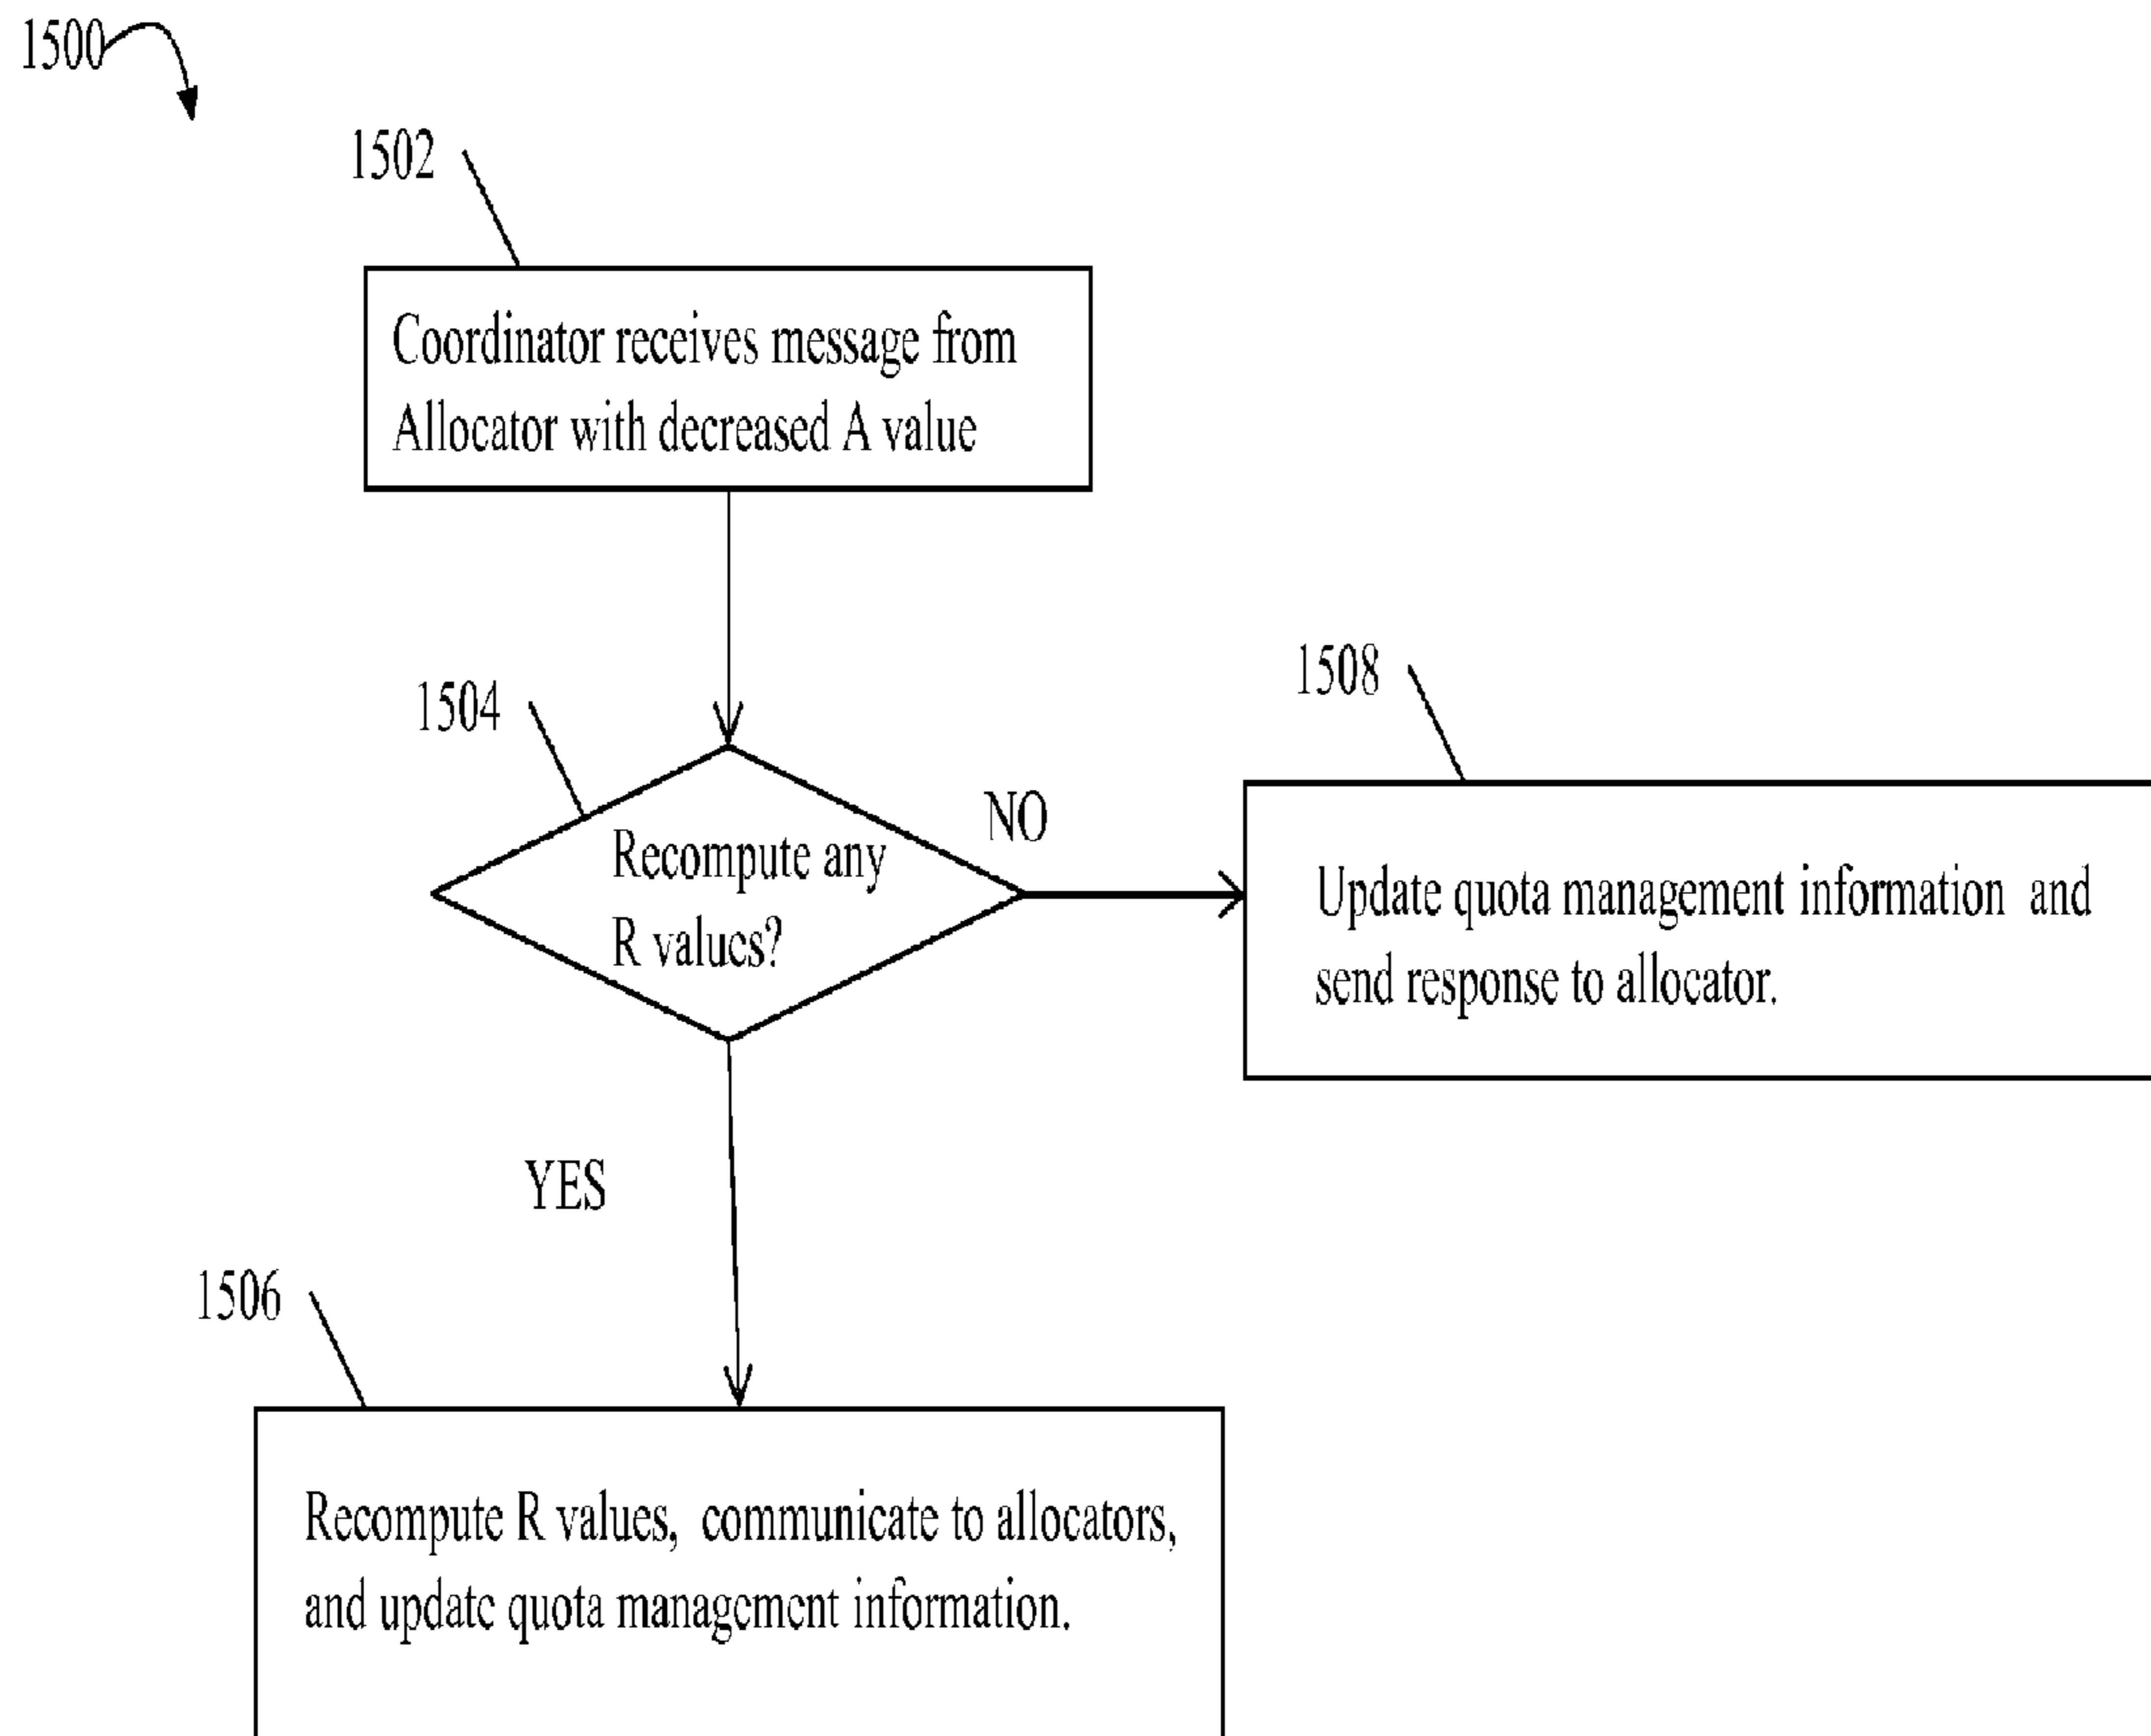 1500
1502
Coordinator receives message from
Allocator with decreased A value
1504
Recompute any
R values?
NO
1508
Update quota management information and
send response to allocator.
YES
1506
Recompute R values, communicate to allocators,
and update quota management information.